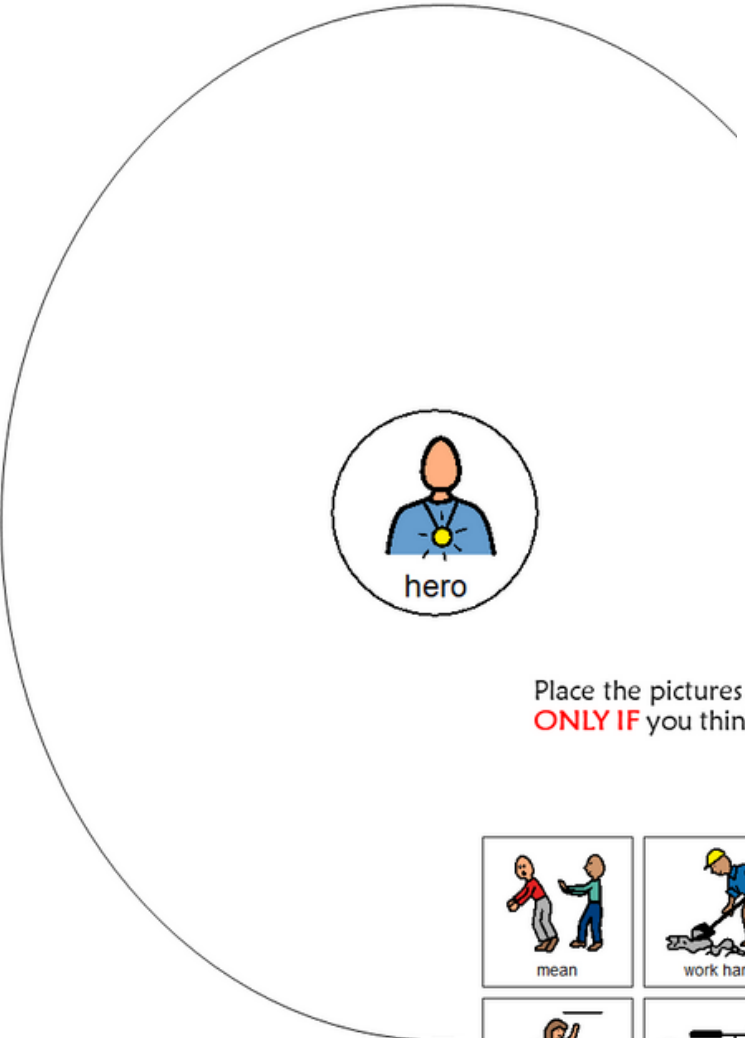 hero
Place the pictures
ONLY IF you thin
mean
work har